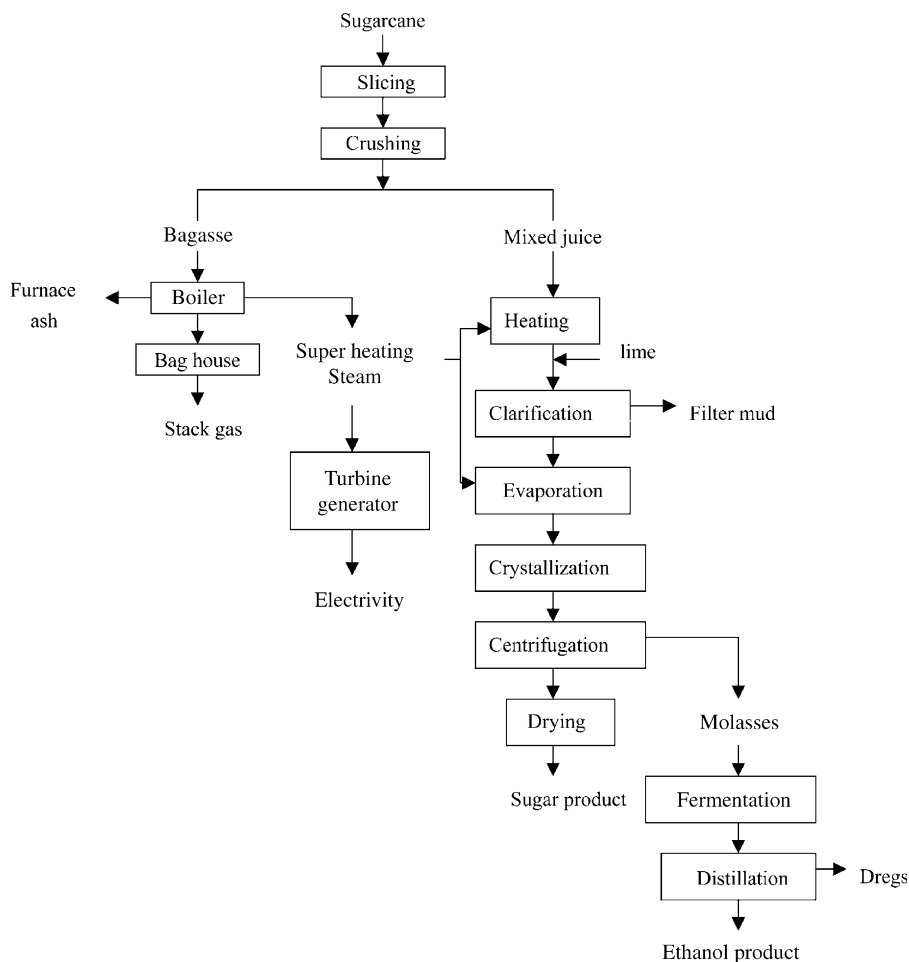 Sugarcane
Slicing
Crushing
Bagasse
Mixed juice
Furnace
ash
Boiler
Heating
Bag house
Super heating
Steam
lime
Stack gas
Clarification
Filter mud
Turbine
generator
Evaporation
Crystallization
Electrivity
Centrifugation
Drying
Molasses
Sugar product
Fermentation
Distillation
Dregs
Ethanol product